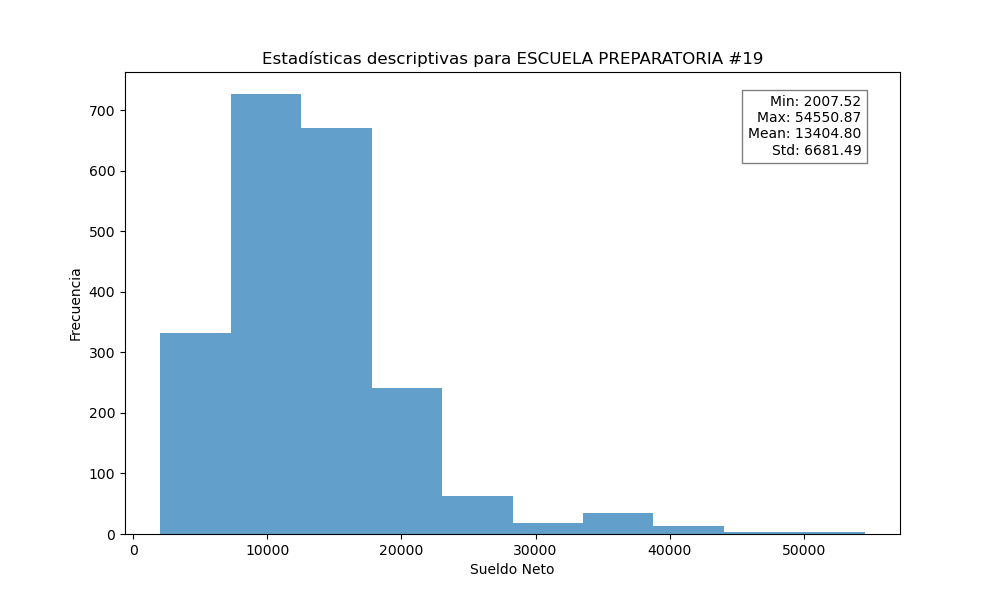 Estadísticas descriptivas para ESCUELA PREPARATORIA #19
Min: 2007.52
Max: 54550.87
Mean: 13404.80
Std: 6681.49
Frecuencia
700
600
500
400
300
200
100
0
0 10000 20000 30000 40000 50000
Sueldo Neto